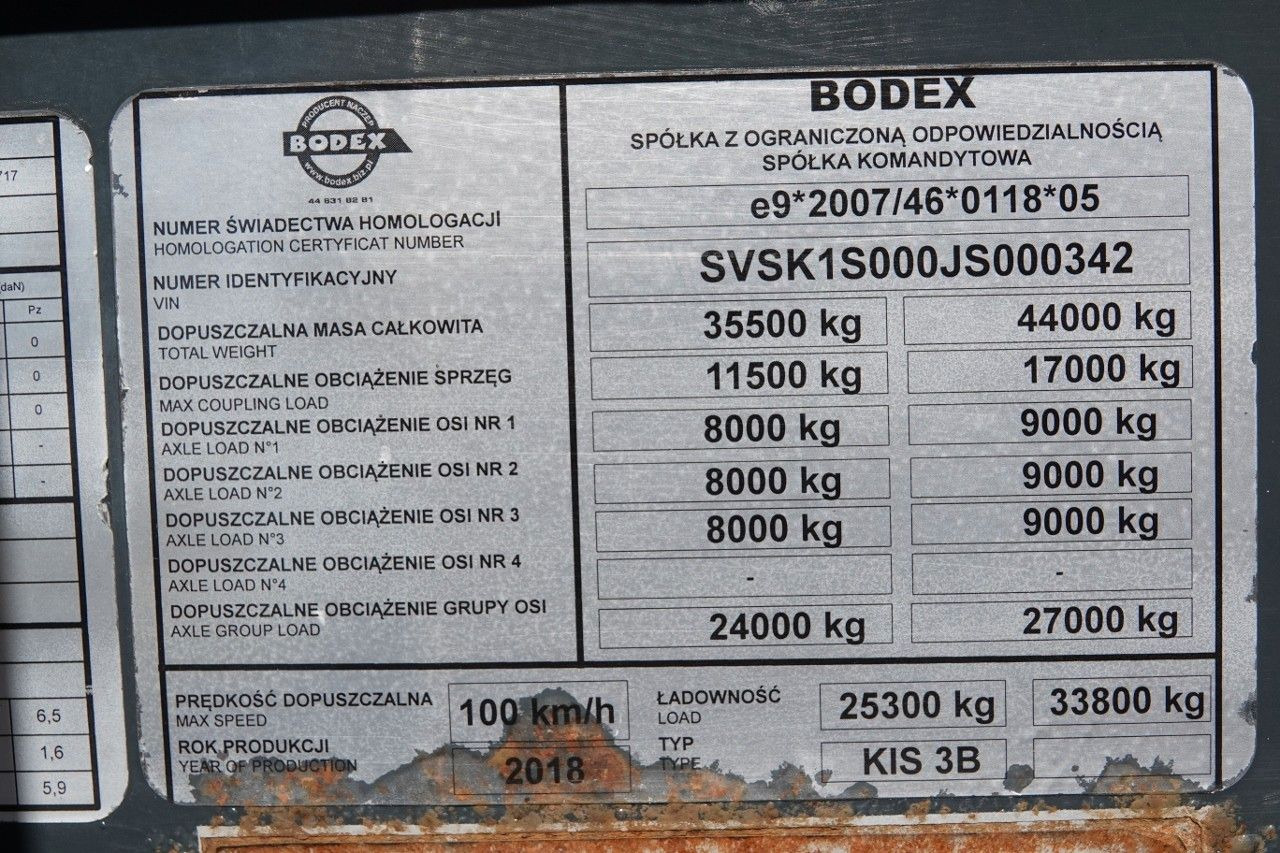 717
(daN)
Pz
0
0
0
-
-
6,5
1,6
5,9
PRODUCENT NACZEP
BODEX
www.bodex.biz.pl
44 631 82 81
BODEX
SPÓŁKA Z OGRANICZONĄ ODPOWIEDZIALNOŚCIĄ
SPÓŁKA KOMANDYTOWA
NUMER ŚWIADECTWA HOMOLOGACJI
HOMOLOGATION CERTYFICAT NUMBER
e9*2007/46*0118*05
NUMER IDENTYFIKACYJNY
VIN
SVSK1S000JS000342
DOPUSZCZALNA MASA CAŁKOWITA
TOTAL WEIGHT
35500 kg 44000 kg
DOPUSZCZALNE OBCIĄŻENIE SPRZĘG
MAX COUPLING LOAD
11500 kg 17000 kg
DOPUSZCZALNE OBCIĄŻENIE OSI NR 1
AXLE LOAD N°1
8000 kg 9000 kg
DOPUSZCZALNE OBCIĄŻENIE OSI NR 2
AXLE LOAD N°2
8000 kg 9000 kg
DOPUSZCZALNE OBCIĄŻENIE OSI NR 3
AXLE LOAD N°3
8000 kg 9000 kg
DOPUSZCZALNE OBCIĄŻENIE OSI NR 4
AXLE LOAD N°4
- -
DOPUSZCZALNE OBCIĄŻENIE GRUPY OSI
AXLE GROUP LOAD
24000 kg 27000 kg
PRĘDKOŚĆ DOPUSZCZALNA
MAX SPEED
100 km/h
ŁADOWNOŚĆ
LOAD
25300 kg 33800 kg
ROK PRODUKCJI
YEAR OF PRODUCTION
2018
TYP
TYPE
KIS 3B